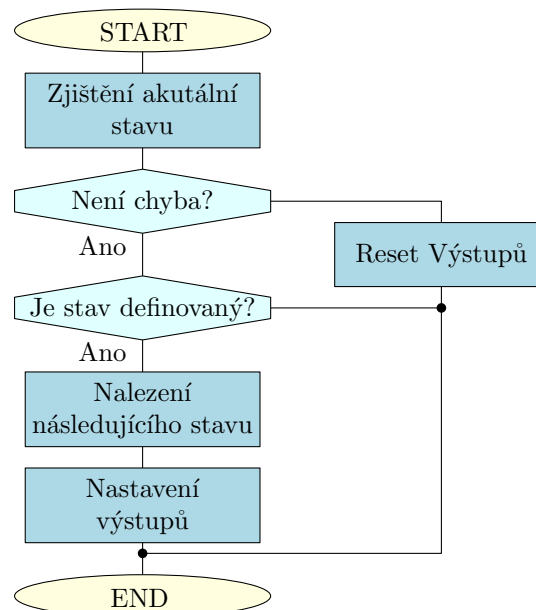 START
Zjištění akutální
stavu
Není chyba?
Ano
Reset Výstupů
Je stav definovaný?
Ano
Nalezení
následujícího stavu
Nastavení
výstupů
END